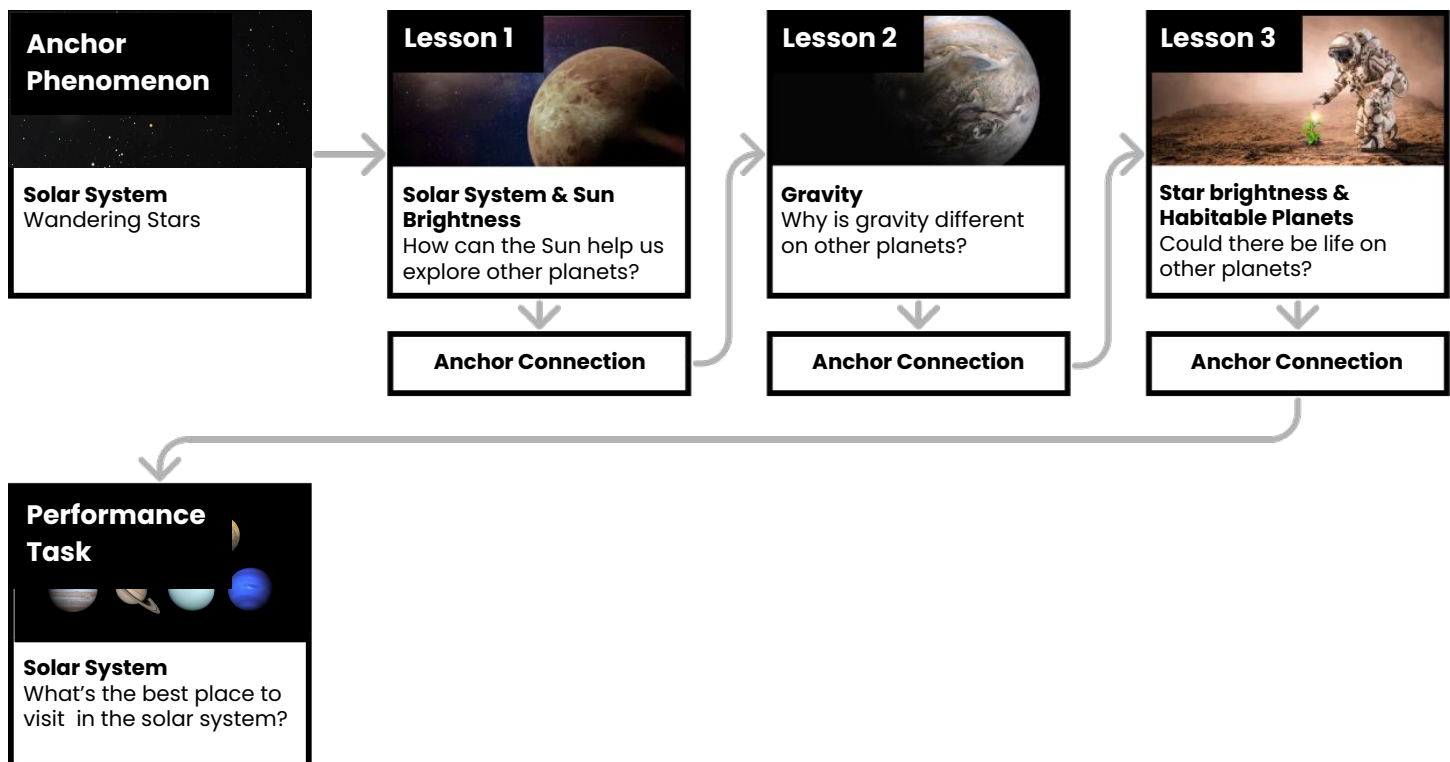 Anchor
Phenomenon
Solar System
Wandering Stars
Lesson 1
Solar System & Sun
Brightness
How can the Sun help us
explore other planets?
Anchor Connection
Lesson 2
Gravity
Why is gravity different
on other planets?
Anchor Connection
Lesson 3
Star brightness &
Habitable Planets
Could there be life on
other planets?
Anchor Connection
Performance
Task
Solar System
What's the best place to
visit in the solar system?